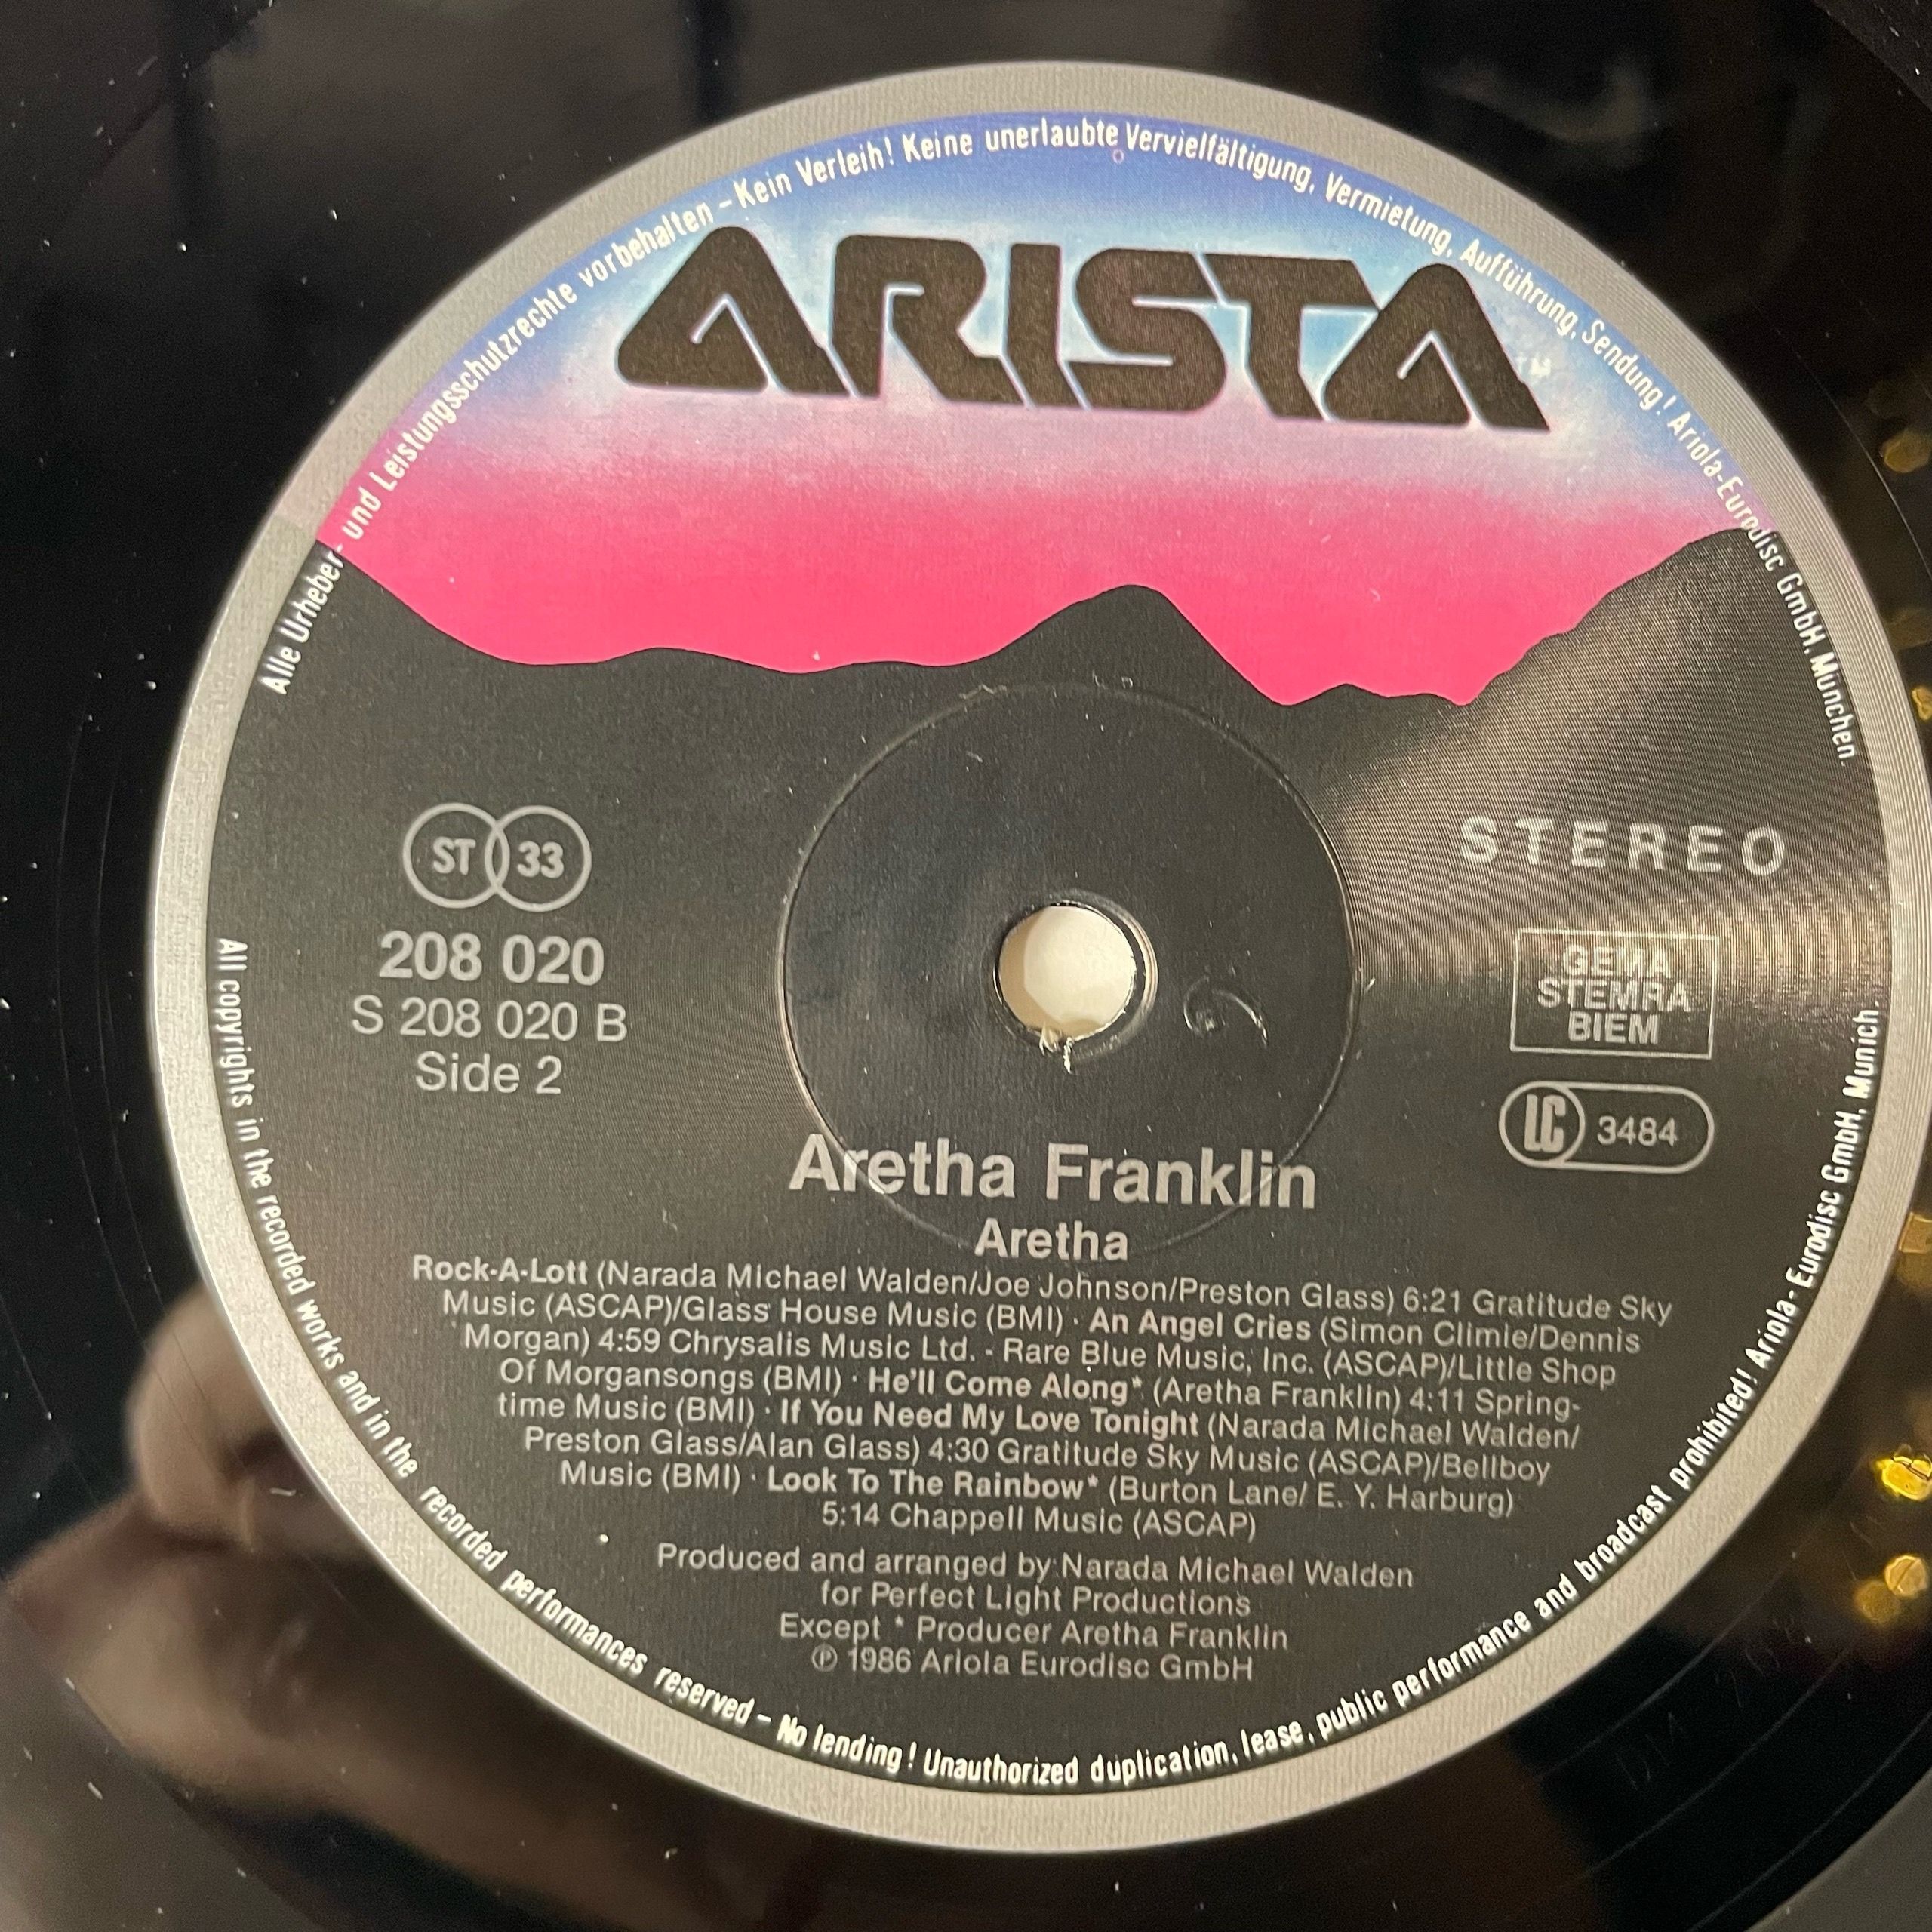 Alle Urheber- und Leistungsschutzrechte vorbehalten – Kein Verleih! Keine unerlaubte Vervielfältigung, Vermietung, Aufführung, Sendung! Ariola-Eurodisc GmbH, München.
ARISTA
TM
ST 33
208 020
S 208 020 B
Side 2
STEREO
GEMA
STEMRA
BIEM
LC 3484
Aretha Franklin
Aretha
Rock-A-Lott (Narada Michael Walden/Joe Johnson/Preston Glass) 6:21 Gratitude Sky
Music (ASCAP)/Glass House Music (BMI) · An Angel Cries (Simon Climie/Dennis
Morgan) 4:59 Chrysalis Music Ltd. - Rare Blue Music, Inc. (ASCAP)/Little Shop
Of Morgansongs (BMI) · He'll Come Along* (Aretha Franklin) 4:11 Spring-
time Music (BMI) · If You Need My Love Tonight (Narada Michael Walden/
Preston Glass/Alan Glass) 4:30 Gratitude Sky Music (ASCAP)/Bellboy
Music (BMI) · Look To The Rainbow* (Burton Lane/ E. Y. Harburg)
5:14 Chappell Music (ASCAP)
Produced and arranged by Narada Michael Walden
for Perfect Light Productions
Except * Producer Aretha Franklin
℗ 1986 Ariola Eurodisc GmbH
All copyrights in the recorded works and in the recorded performances reserved – No lending! Unauthorized duplication, lease, public performance and broadcast prohibited! Ariola-Eurodisc GmbH, Munich.